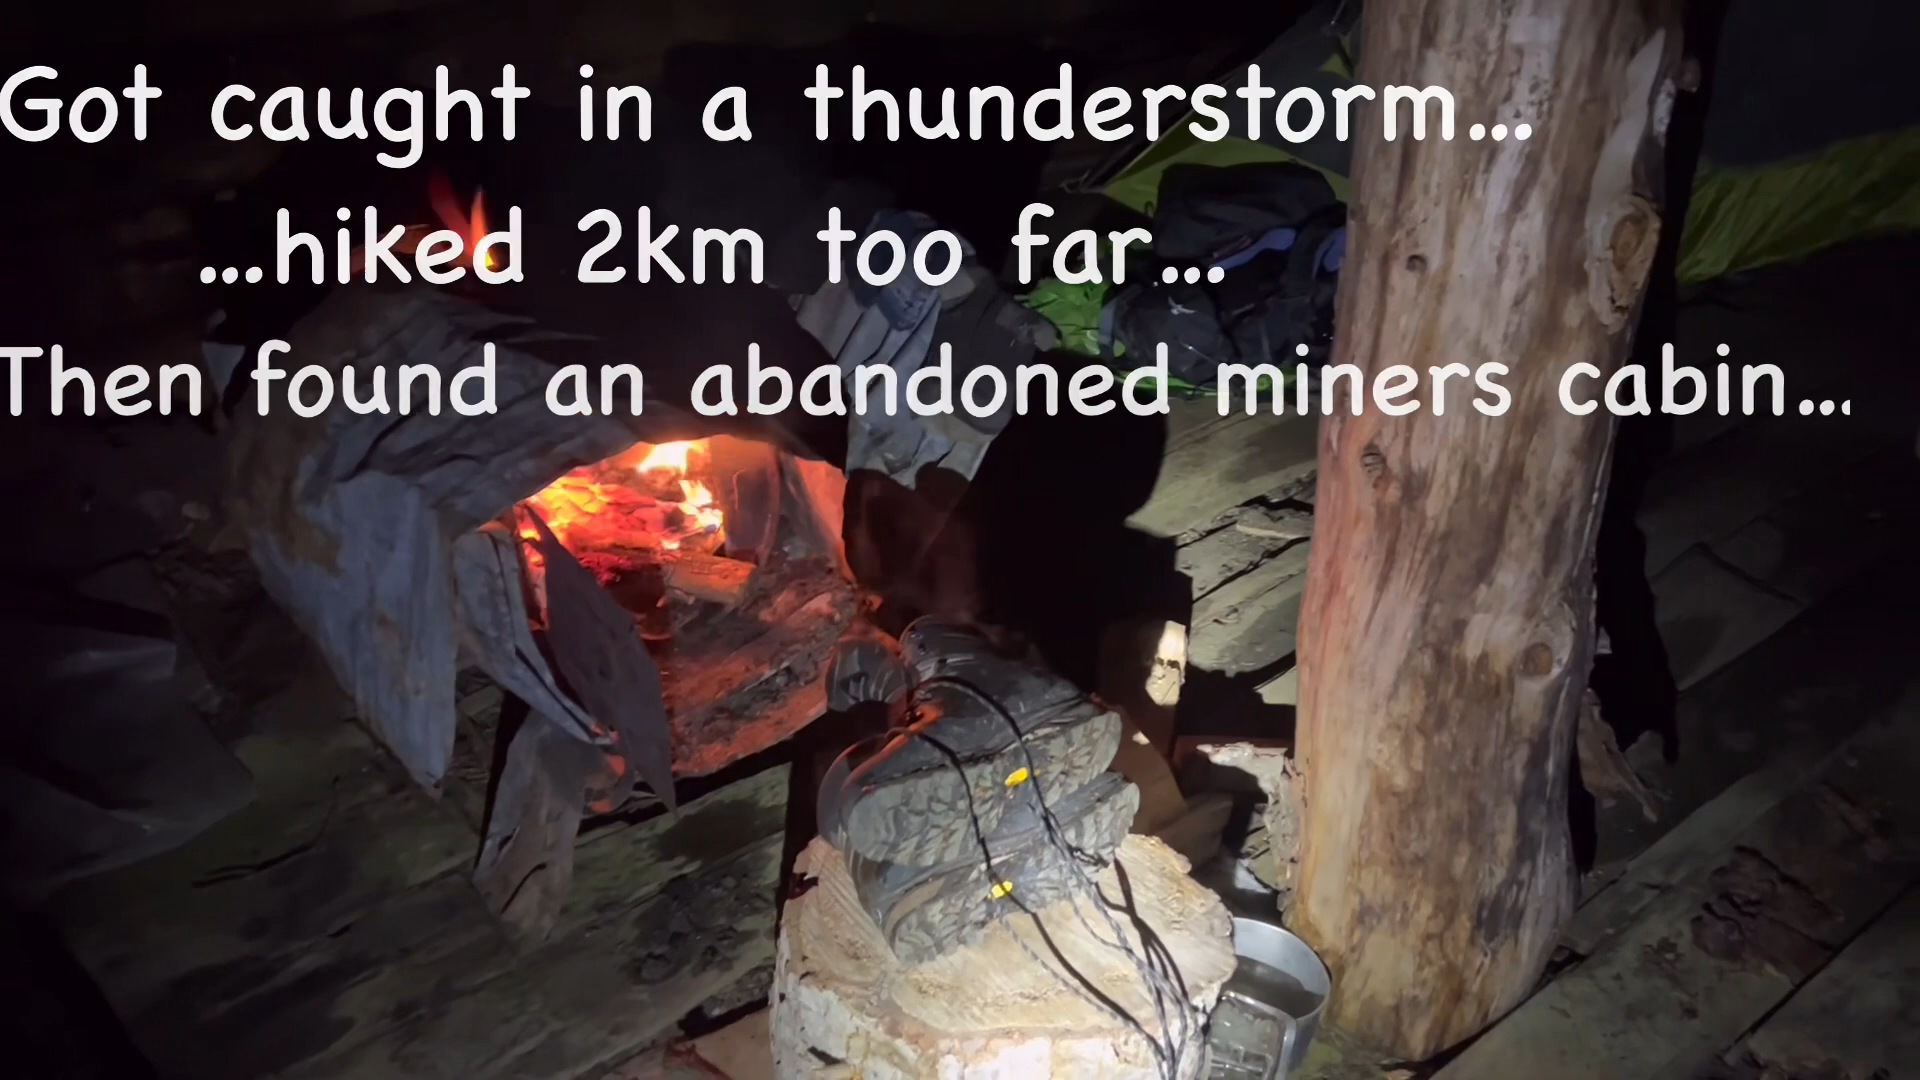 Got caught in a thunderstorm...
...hiked 2km too far...
Then found an abandoned miners cabin...